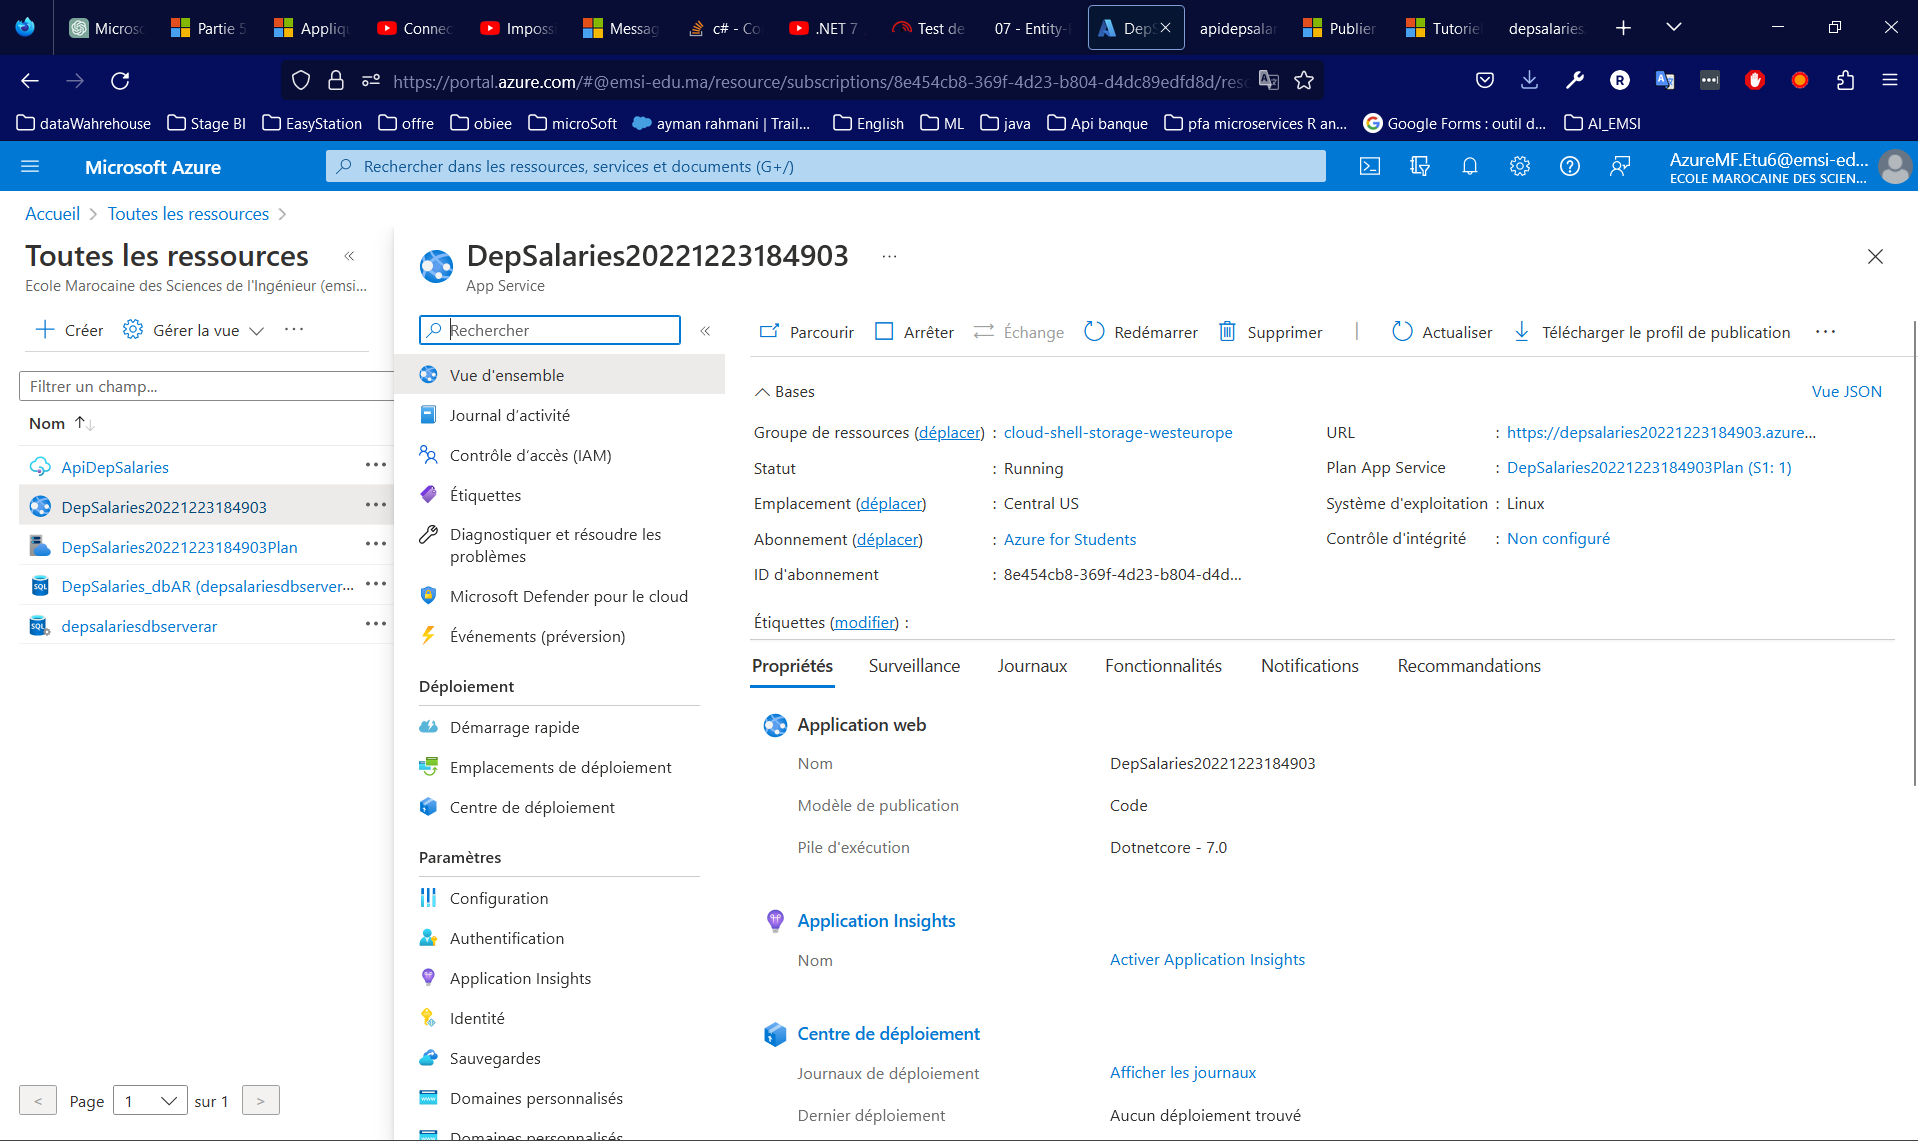 Microso
Partie 5
Appliqu
Connec
Imposs
Messag
c# - Co
.NET 7
Test de
07 - Entity-F
DepS
apidepsalar
Publier
Tutorie
depsalaries
https://portal.azure.com/#@emsi-edu.ma/resource/subscriptions/8e454cb8-369f-4d23-b804-d4dc89edfd8d/reso
dataWahrehouse
Stage BI
EasyStation
offre
obiee
microSoft
ayman rahmani | Trail...
English
ML
java
Api banque
pfa microservices R an...
Google Forms : outil d...
AI_EMSI
Microsoft Azure
Rechercher dans les ressources, services et documents (G+/)
AzureMF.Etu6@emsi-ed...
ECOLE MAROCAINE DES SCIEN...
Accueil > Toutes les ressources >
Toutes les ressources
Ecole Marocaine des Sciences de l'Ingénieur (emsi...
Créer
Gérer la vue
Filtrer un champ...
Nom
ApiDepSalaries
DepSalaries20221223184903
DepSalaries20221223184903Plan
DepSalaries_dbAR (depsalariesdbserver...
depsalariesdbserverar
< Page 1 sur 1 >
DepSalaries20221223184903 ...
App Service
Rechercher
Vue d'ensemble
Journal d'activité
Contrôle d'accès (IAM)
Étiquettes
Diagnostiquer et résoudre les
problèmes
Microsoft Defender pour le cloud
Événements (préversion)
Déploiement
Démarrage rapide
Emplacements de déploiement
Centre de déploiement
Paramètres
Configuration
Authentification
Application Insights
Identité
Sauvegardes
Domaines personnalisés
Domaines personnalisés
Parcourir
Arrêter
Échange
Redémarrer
Supprimer
Actualiser
Télécharger le profil de publication
Bases
Vue JSON
Groupe de ressources (déplacer) : cloud-shell-storage-westeurope
Statut : Running
Emplacement (déplacer) : Central US
Abonnement (déplacer) : Azure for Students
ID d'abonnement : 8e454cb8-369f-4d23-b804-d4d...
URL : https://depsalaries20221223184903.azure...
Plan App Service : DepSalaries20221223184903Plan (S1: 1)
Système d'exploitation : Linux
Contrôle d'intégrité : Non configuré
Étiquettes (modifier) :
Propriétés
Surveillance
Journaux
Fonctionnalités
Notifications
Recommandations
Application web
Nom DepSalaries20221223184903
Modèle de publication Code
Pile d'exécution Dotnetcore - 7.0
Application Insights
Nom Activer Application Insights
Centre de déploiement
Journaux de déploiement Afficher les journaux
Dernier déploiement Aucun déploiement trouvé